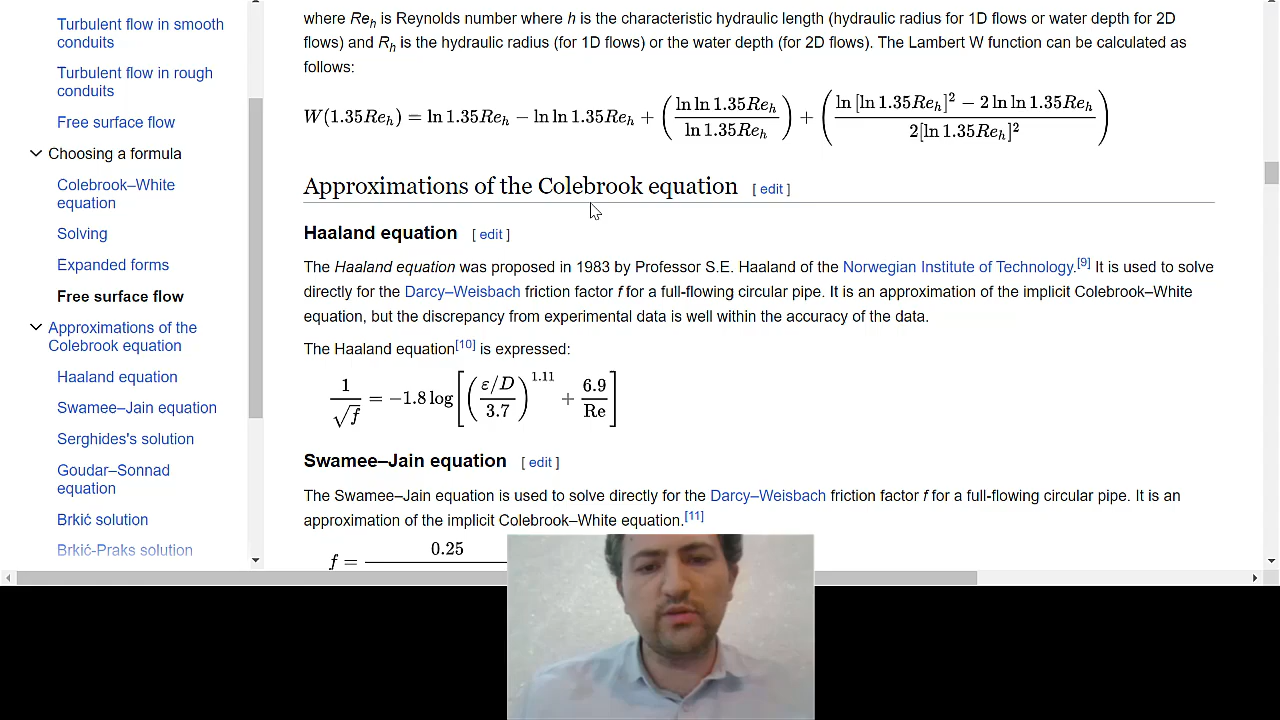 Turbulent flow in smooth
conduits
Turbulent flow in rough
conduits
Free surface flow
Choosing a formula
Colebrook–White
equation
Solving
Expanded forms
Free surface flow
Approximations of the
Colebrook equation
Haaland equation
Swamee–Jain equation
Serghides's solution
Goudar–Sonnad
equation
Brkić solution
Brkić-Praks solution
where Re_h is Reynolds number where h is the characteristic hydraulic length (hydraulic radius for 1D flows or water depth for 2D
flows) and R_h is the hydraulic radius (for 1D flows) or the water depth (for 2D flows). The Lambert W function can be calculated as
follows:
W(1.35Re_h) = ln 1.35Re_h − ln ln 1.35Re_h + (ln ln 1.35Re_h / ln 1.35Re_h) + (ln [ln 1.35Re_h]^2 − 2 ln ln 1.35Re_h / 2[ln 1.35Re_h]^2)
Approximations of the Colebrook equation [ edit ]
Haaland equation [ edit ]
The Haaland equation was proposed in 1983 by Professor S.E. Haaland of the Norwegian Institute of Technology.[9] It is used to solve
directly for the Darcy–Weisbach friction factor f for a full-flowing circular pipe. It is an approximation of the implicit Colebrook–White
equation, but the discrepancy from experimental data is well within the accuracy of the data.
The Haaland equation[10] is expressed:
1/√f = −1.8 log[((ε/D)/3.7)^1.11 + 6.9/Re]
Swamee–Jain equation [ edit ]
The Swamee–Jain equation is used to solve directly for the Darcy–Weisbach friction factor f for a full-flowing circular pipe. It is an
approximation of the implicit Colebrook–White equation.[11]
f = 0.25